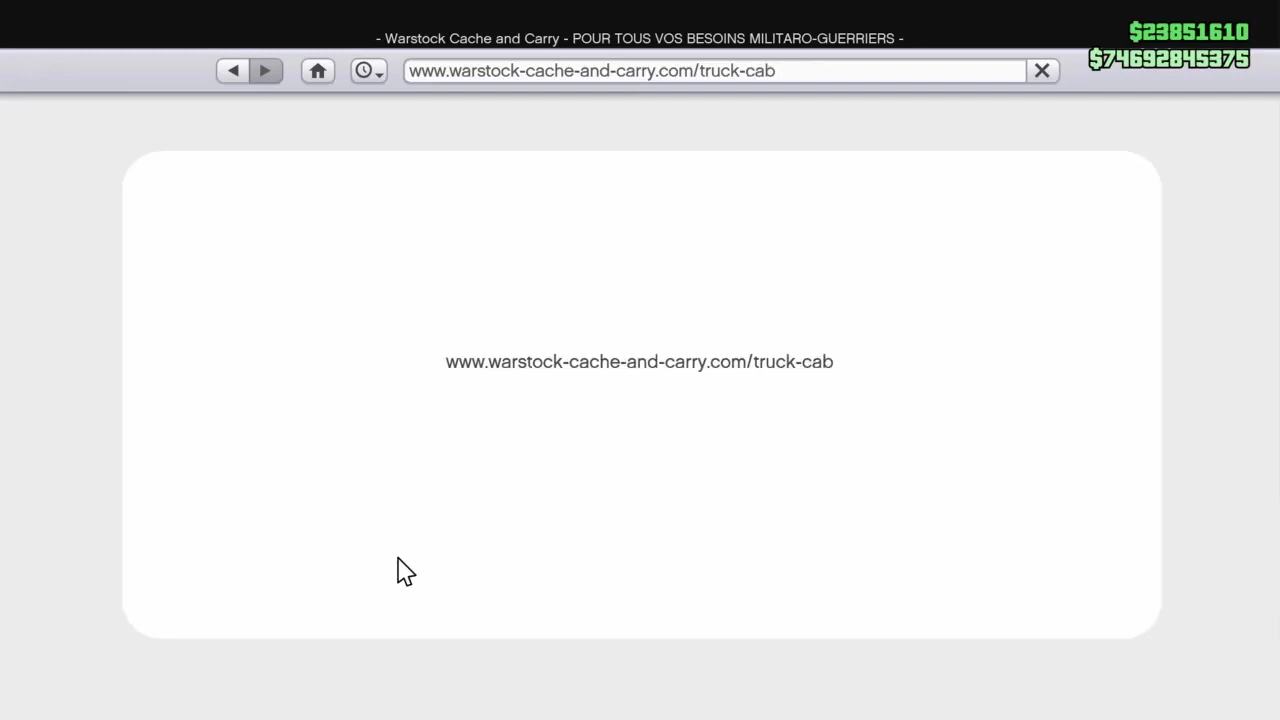 - Warstock Cache and Carry - POUR TOUS VOS BESOINS MILITARO-GUERRIERS -
$23851610
$74692845375
www.warstock-cache-and-carry.com/truck-cab
www.warstock-cache-and-carry.com/truck-cab